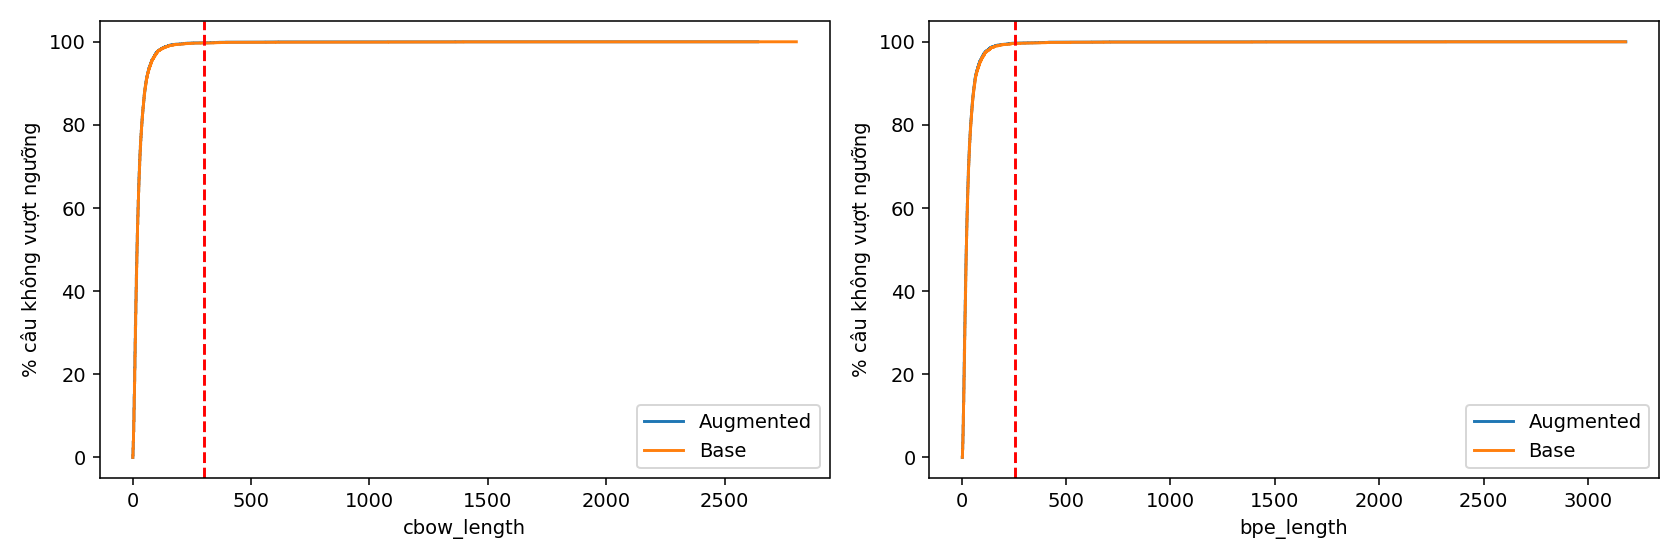 % câu không vượt ngưỡng
100
80
60
40
20
0
0 500 1000 1500 2000 2500
cbow_length
Augmented
Base
% câu không vượt ngưỡng
100
80
60
40
20
0
0 500 1000 1500 2000 2500 3000
bpe_length
Augmented
Base